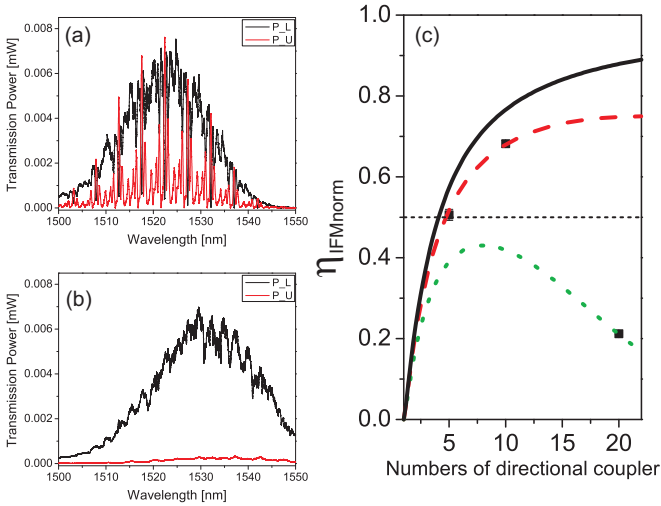 (a)
P_L
P_U
Transmission Power [mW]
0.008
0.006
0.004
0.002
0.000
1500 1510 1520 1530 1540 1550
Wavelength [nm]
(b)
P_L
P_U
Transmission Power [mW]
0.008
0.006
0.004
0.002
0.000
1500 1510 1520 1530 1540 1550
Wavelength [nm]
(c)
ηIFMnorm
1.0
0.8
0.6
0.4
0.2
0.0
5 10 15 20
Numbers of directional coupler